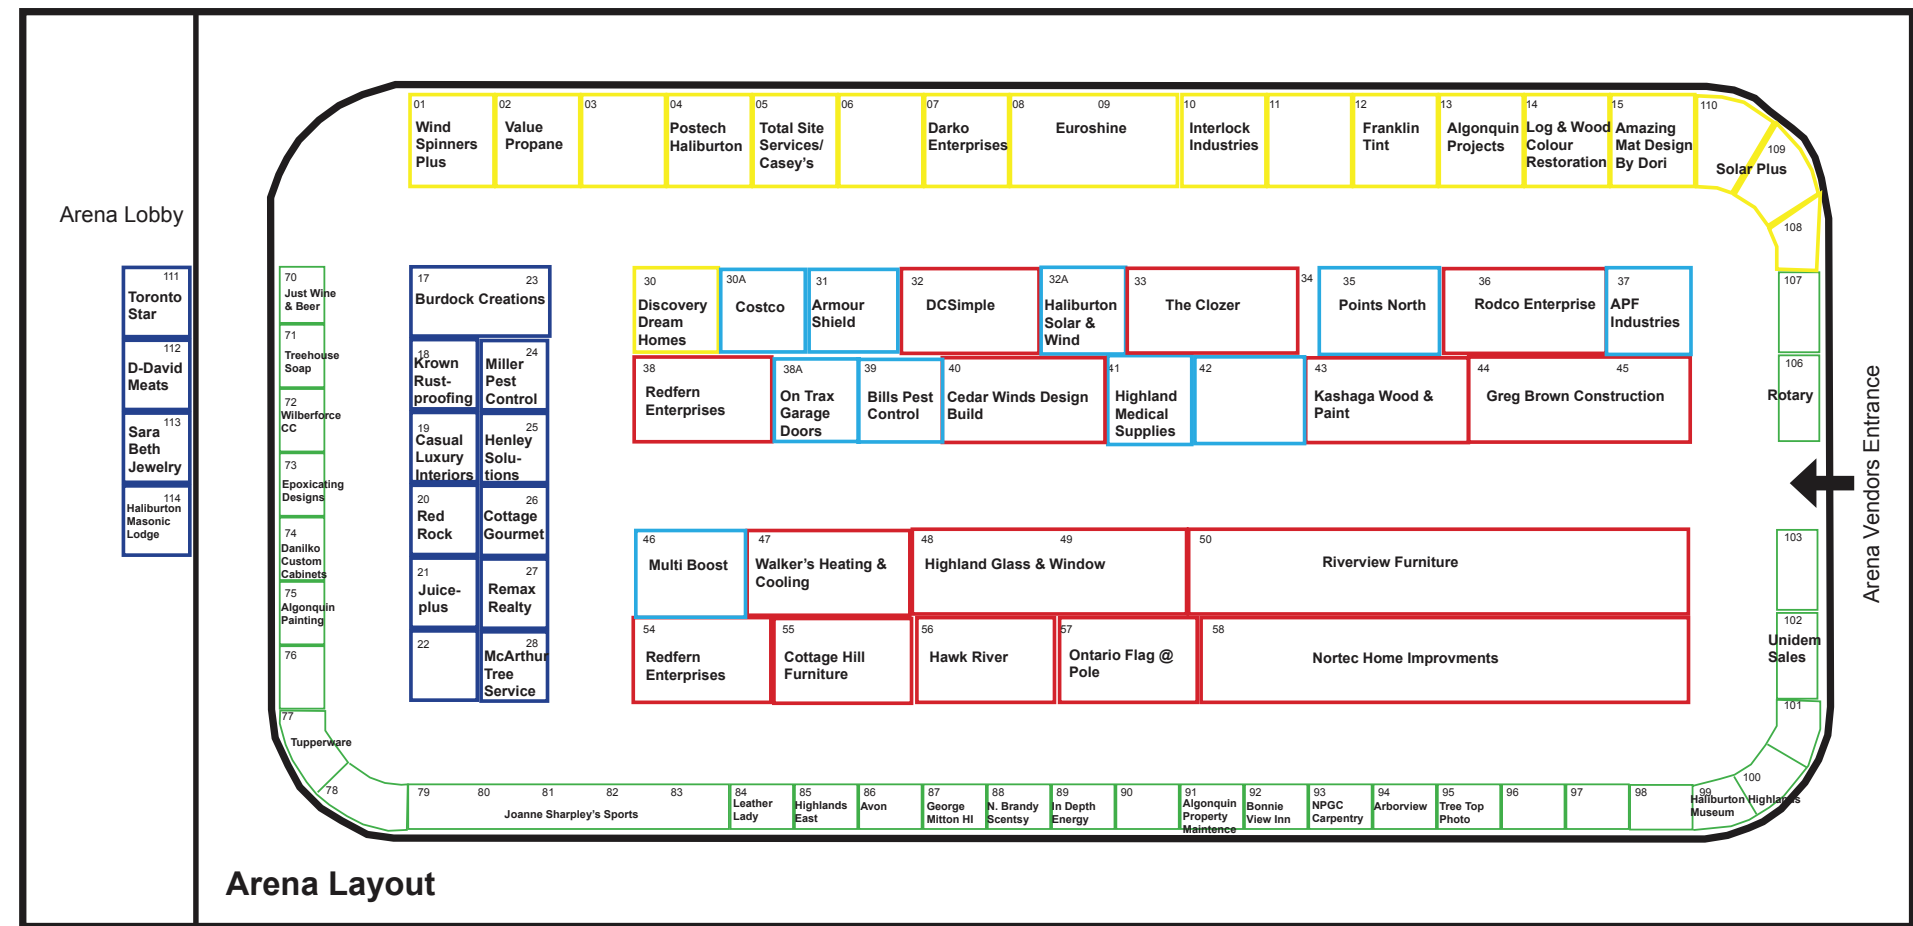 01
Wind
Spinners
Plus
02
Value
Propane
03
04
Postech
Haliburton
05
Total Site
Services/
Casey's
06
07
Darko
Enterprises
08
09
Euroshine
10
Interlock
Industries
11
12
Franklin
Tint
13
Algonquin
Projects
14
Log & Wood
Colour
Restoration
15
Amazing
Mat Design
By Dori
110
109
Solar Plus
108
Arena Lobby
111
Toronto
Star
112
D-David
Meats
113
Sara
Beth
Jewelry
114
Haliburton
Masonic
Lodge
70
Just Wine
& Beer
71
Treehouse
Soap
72
Wilberforce
CC
73
Epoxicating
Designs
74
Danilko
Custom
Cabinets
75
Algonquin
Painting
76
77
Tupperware
78
17
23
Burdock Creations
18
Krown
Rust-
proofing
24
Miller
Pest
Control
19
Casual
Luxury
Interiors
25
Henley
Solu-
tions
20
Red
Rock
26
Cottage
Gourmet
21
Juice-
plus
27
Remax
Realty
22
28
McArthur
Tree
Service
30
Discovery
Dream
Homes
30A
Costco
31
Armour
Shield
32
DCSimple
32A
Haliburton
Solar &
Wind
33
The Clozer
34
35
Points North
36
Rodco Enterprise
37
APF
Industries
38
Redfern
Enterprises
38A
On Trax
Garage
Doors
39
Bills Pest
Control
40
Cedar Winds Design
Build
41
Highland
Medical
Supplies
42
43
Kashaga Wood &
Paint
44
45
Greg Brown Construction
46
Multi Boost
47
Walker's Heating &
Cooling
48
49
Highland Glass & Window
50
Riverview Furniture
54
Redfern
Enterprises
55
Cottage Hill
Furniture
56
Hawk River
57
Ontario Flag @
Pole
58
Nortec Home Improvments
107
106
Rotary
Arena Vendors Entrance
103
102
Unidem
Sales
101
100
99
Haliburton Highlands
Museum
79
80
81
82
83
Joanne Sharpley's Sports
84
Leather
Lady
85
Highlands
East
86
Avon
87
George
Mitton HI
88
N. Brandy
Scentsy
89
In Depth
Energy
90
91
Algonquin
Property
Maintence
92
Bonnie
View Inn
93
NPGC
Carpentry
94
Arborview
95
Tree Top
Photo
96
97
98
Arena Layout